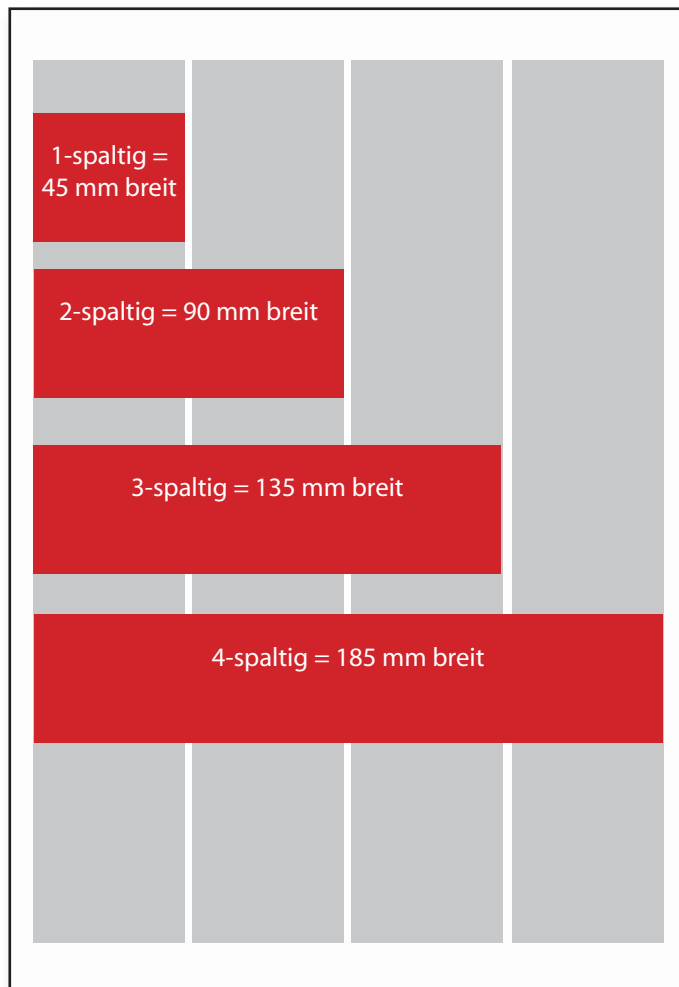 1-spaltig =
45 mm breit
2-spaltig = 90 mm breit
3-spaltig = 135 mm breit
4-spaltig = 185 mm breit